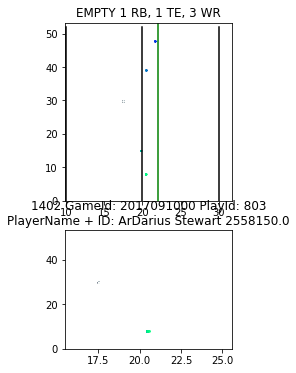 EMPTY 1 RB, 1 TE, 3 WR
50
40
30
20
10
0
10 15 20 25 30
1402 GameId: 2017091000 PlayId: 803
PlayerName + ID: ArDarius Stewart 2558150.0
40
20
0
17.5 20.0 22.5 25.0